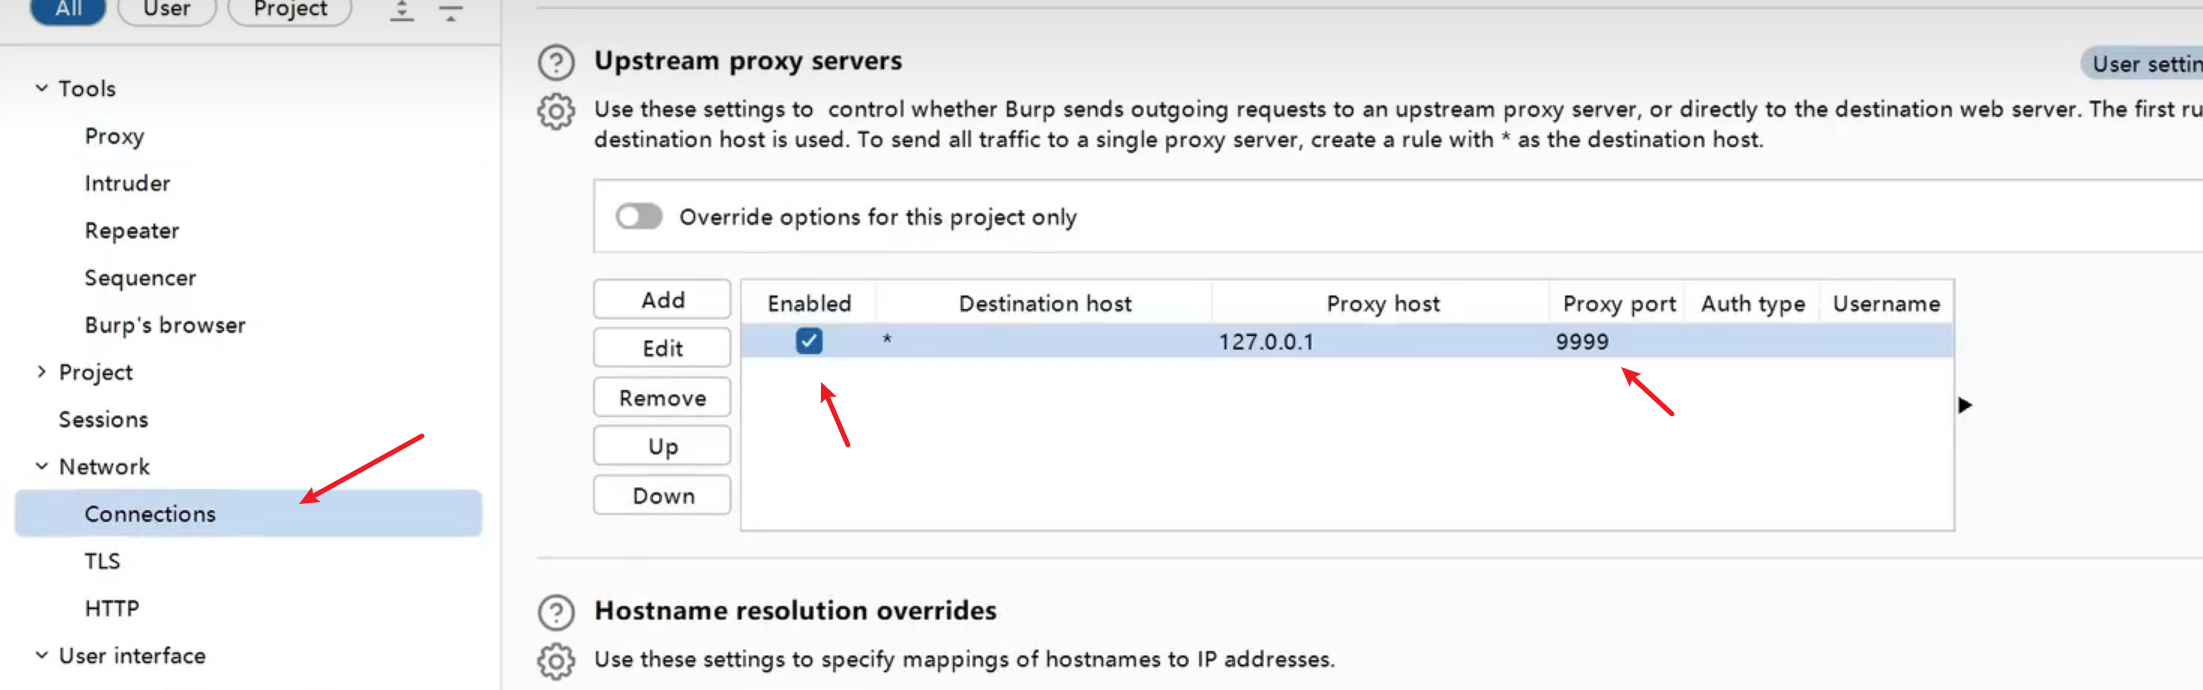 All
User
Project
Tools
Proxy
Intruder
Repeater
Sequencer
Burp's browser
Project
Sessions
Network
Connections
TLS
HTTP
User interface
Upstream proxy servers
User settin
Use these settings to  control whether Burp sends outgoing requests to an upstream proxy server, or directly to the destination web server. The first ru
destination host is used. To send all traffic to a single proxy server, create a rule with * as the destination host.
Override options for this project only
Add
Edit
Remove
Up
Down
Enabled Destination host Proxy host Proxy port Auth type Username
* 127.0.0.1 9999
Hostname resolution overrides
Use these settings to specify mappings of hostnames to IP addresses.